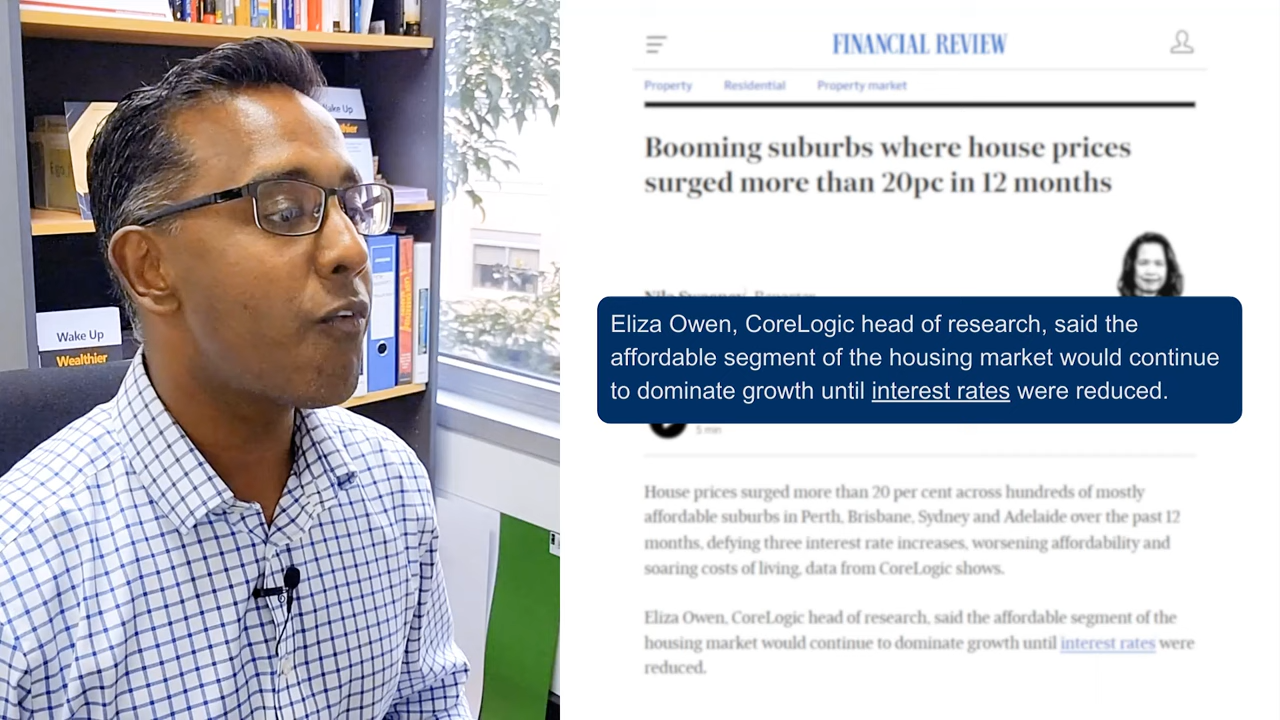 Wake Up
Wealthier
FINANCIAL REVIEW
Property Residential Property market
Booming suburbs where house prices
surged more than 20pc in 12 months
Eliza Owen, CoreLogic head of research, said the
affordable segment of the housing market would continue
to dominate growth until interest rates were reduced.
5 min
House prices surged more than 20 per cent across hundreds of mostly
affordable suburbs in Perth, Brisbane, Sydney and Adelaide over the past 12
months, defying three interest rate increases, worsening affordability and
soaring costs of living, data from CoreLogic shows.
Eliza Owen, CoreLogic head of research, said the affordable segment of the
housing market would continue to dominate growth until interest rates were
reduced.